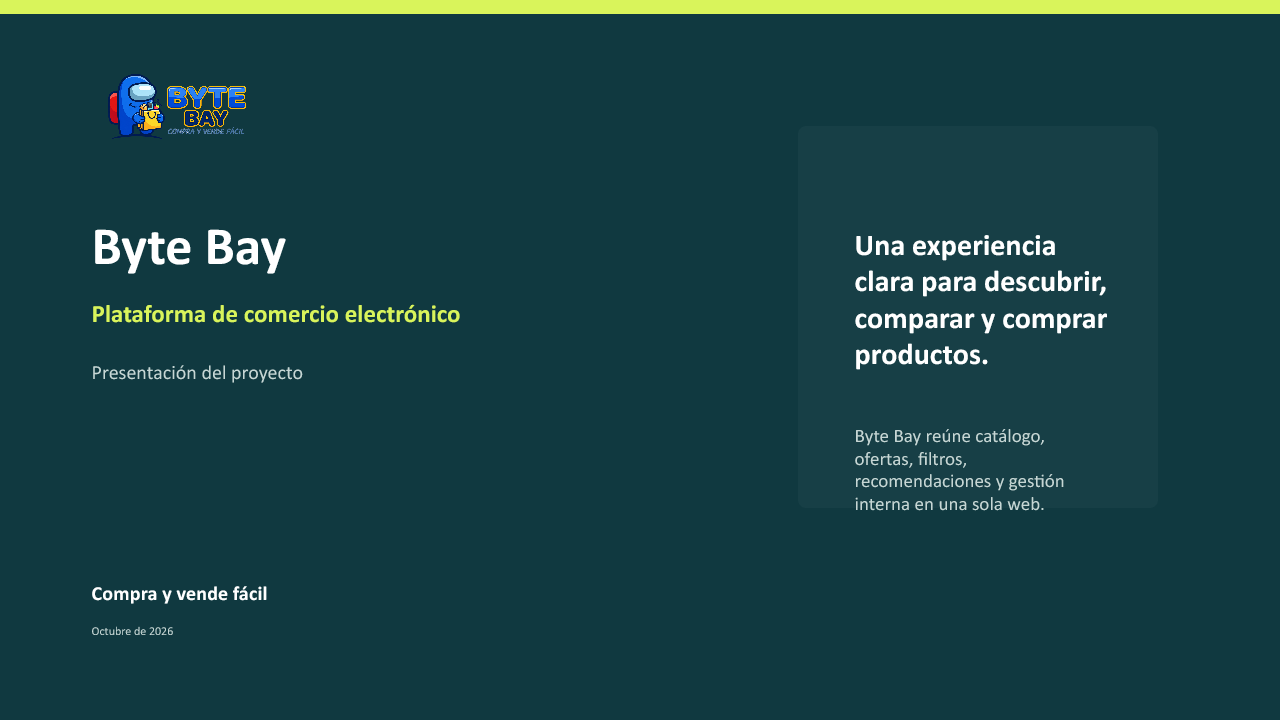 BYTE
BAY
COMPRA Y VENDE FÁCIL
Byte Bay
Plataforma de comercio electrónico
Presentación del proyecto
Una experiencia
clara para descubrir,
comparar y comprar
productos.
Byte Bay reúne catálogo,
ofertas, filtros,
recomendaciones y gestión
interna en una sola web.
Compra y vende fácil
Octubre de 2026